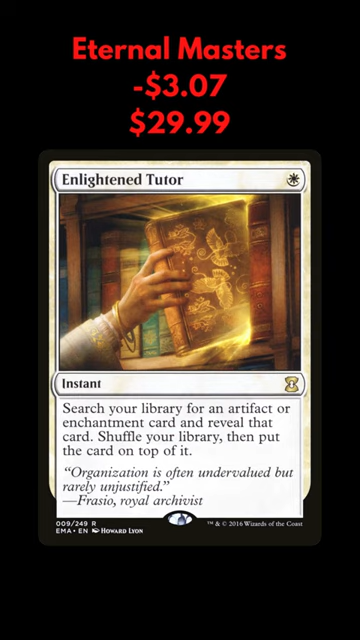 Eternal Masters
-$3.07
$29.99
Enlightened Tutor
Instant
Search your library for an artifact or
enchantment card and reveal that
card. Shuffle your library, then put
the card on top of it.
“Organization is often undervalued but
rarely unjustified.”
—Frasio, royal archivist
009/249 R
EMA • EN Howard Lyon
™ & © 2016 Wizards of the Coast